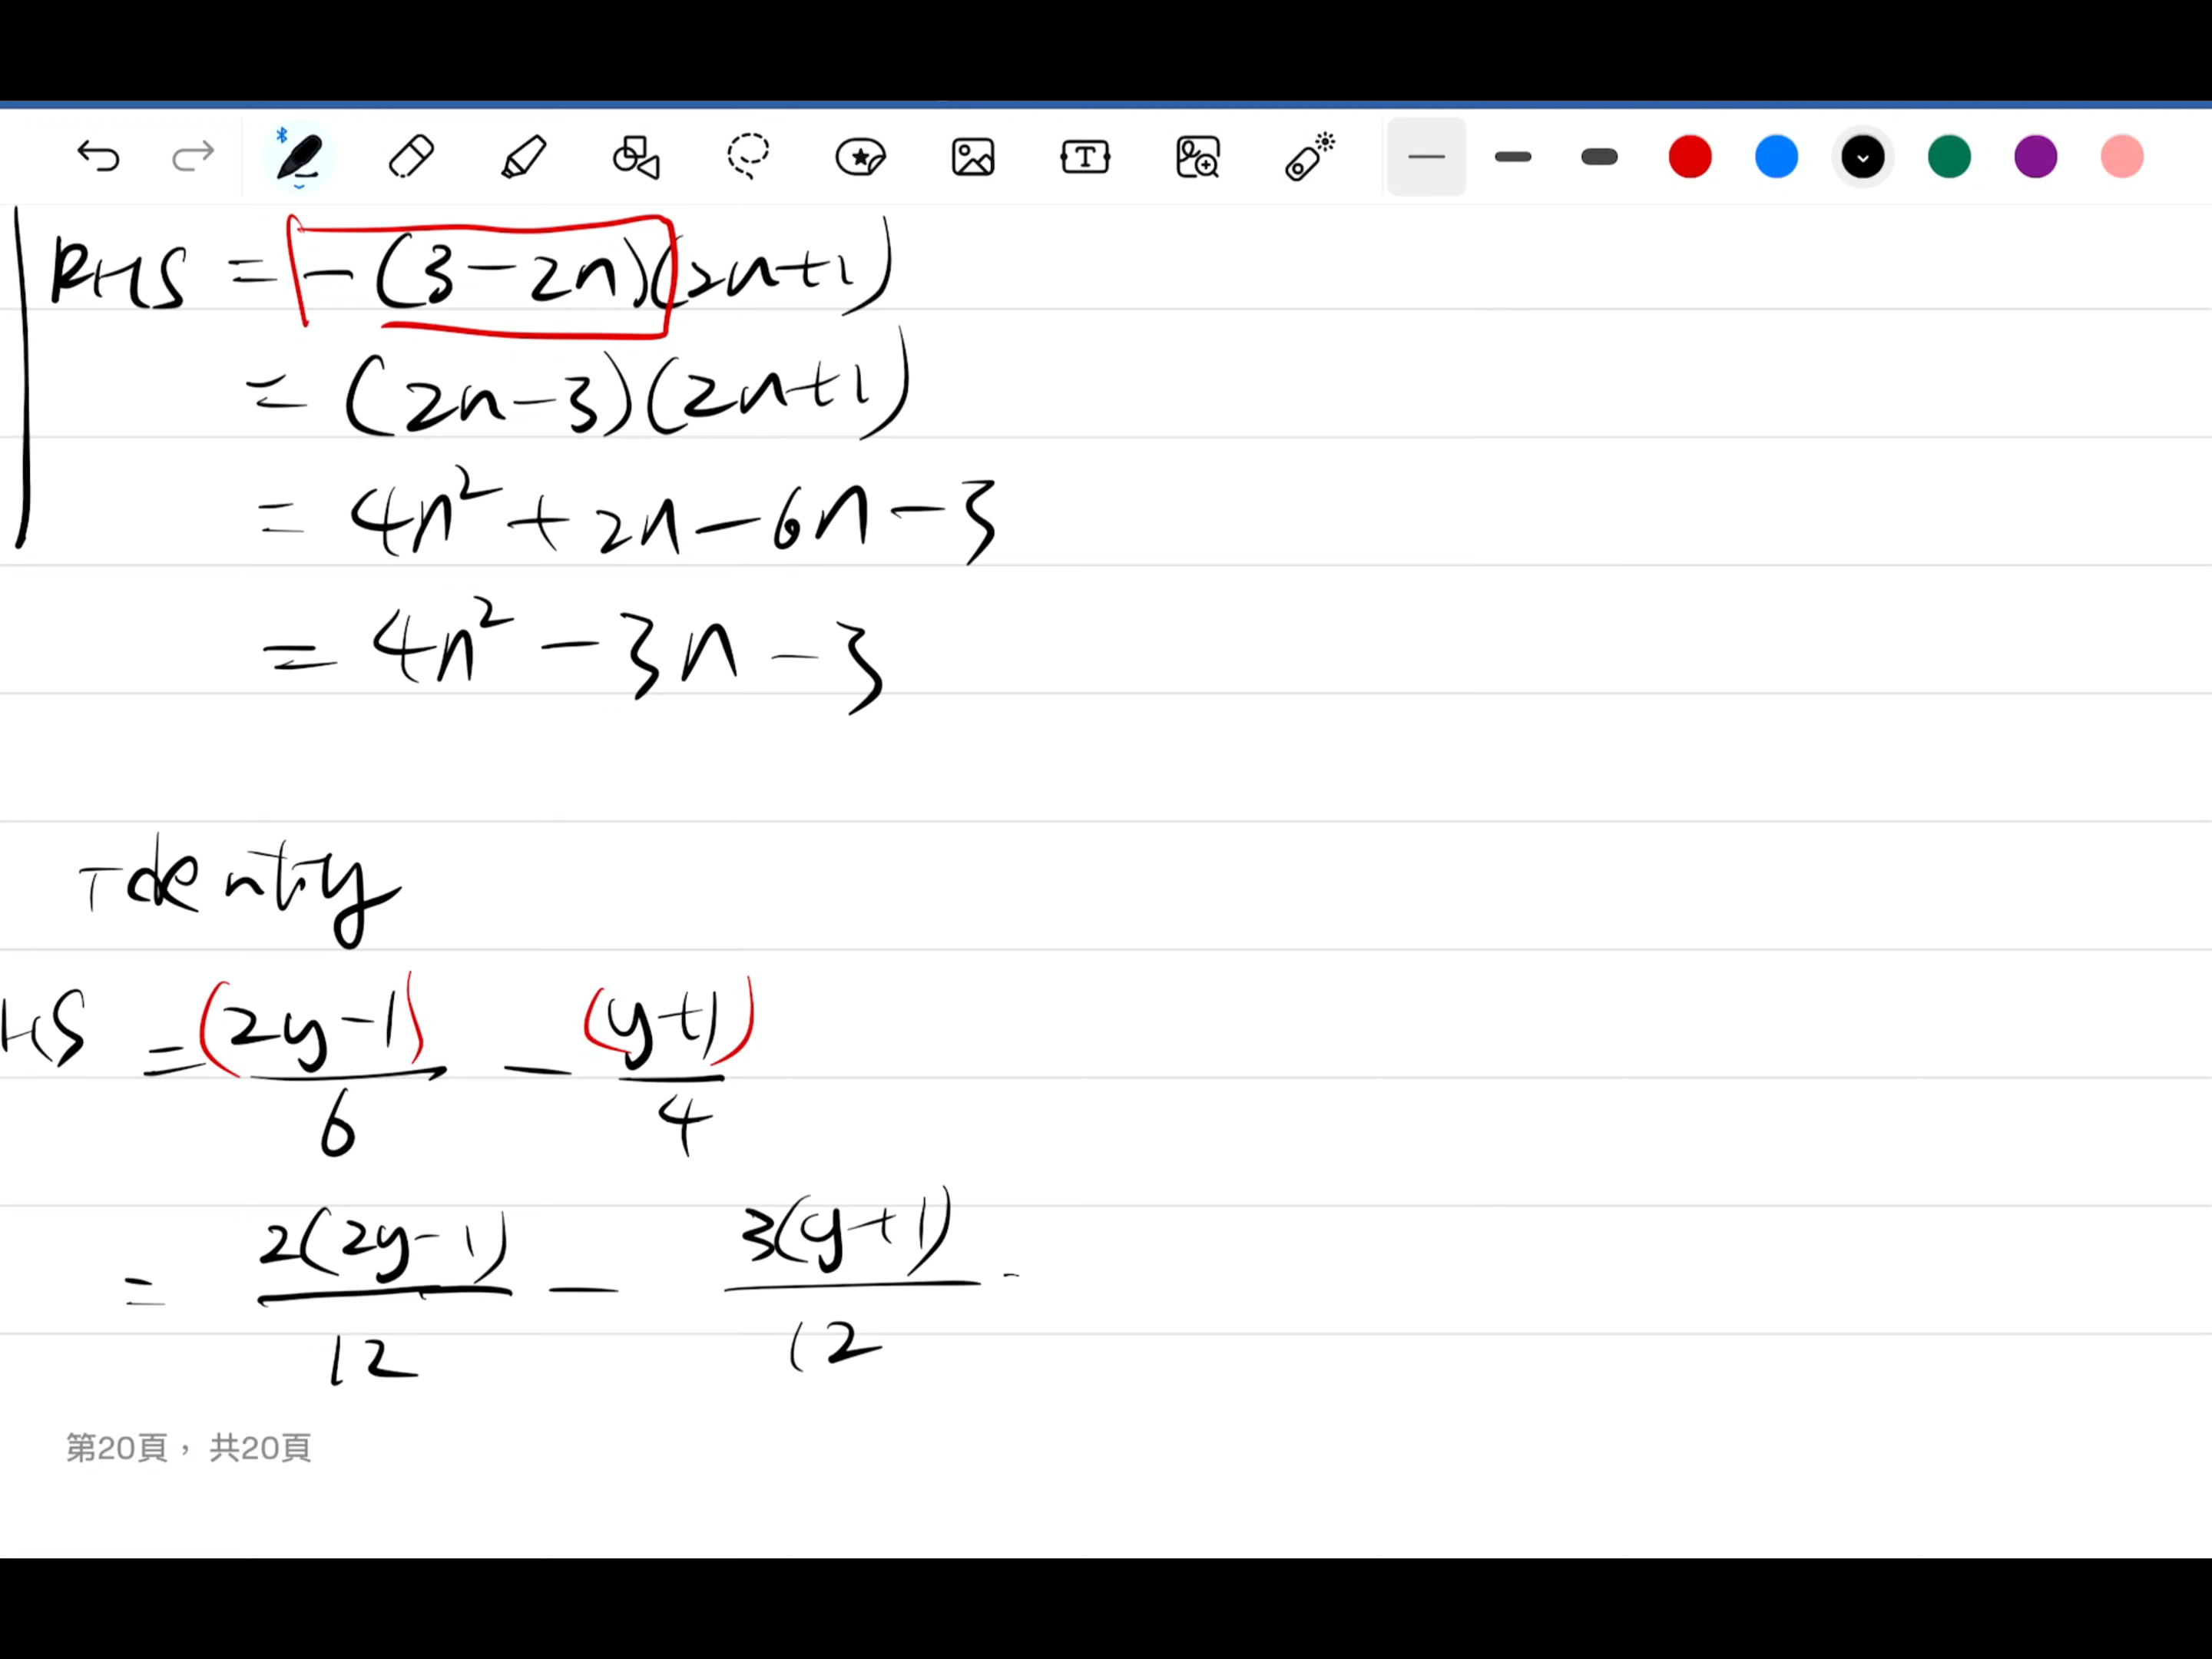 RHS = -(3-2n)(2n+1)
= (2n-3)(2n+1)
= 4n² + 2n - 6n - 3
= 4n² - 3n - 3
Identity
HS = (2y-1)/6 - (y+1)/4
= 2(2y-1)/12 - 3(y+1)/12 -
第20頁，共20頁